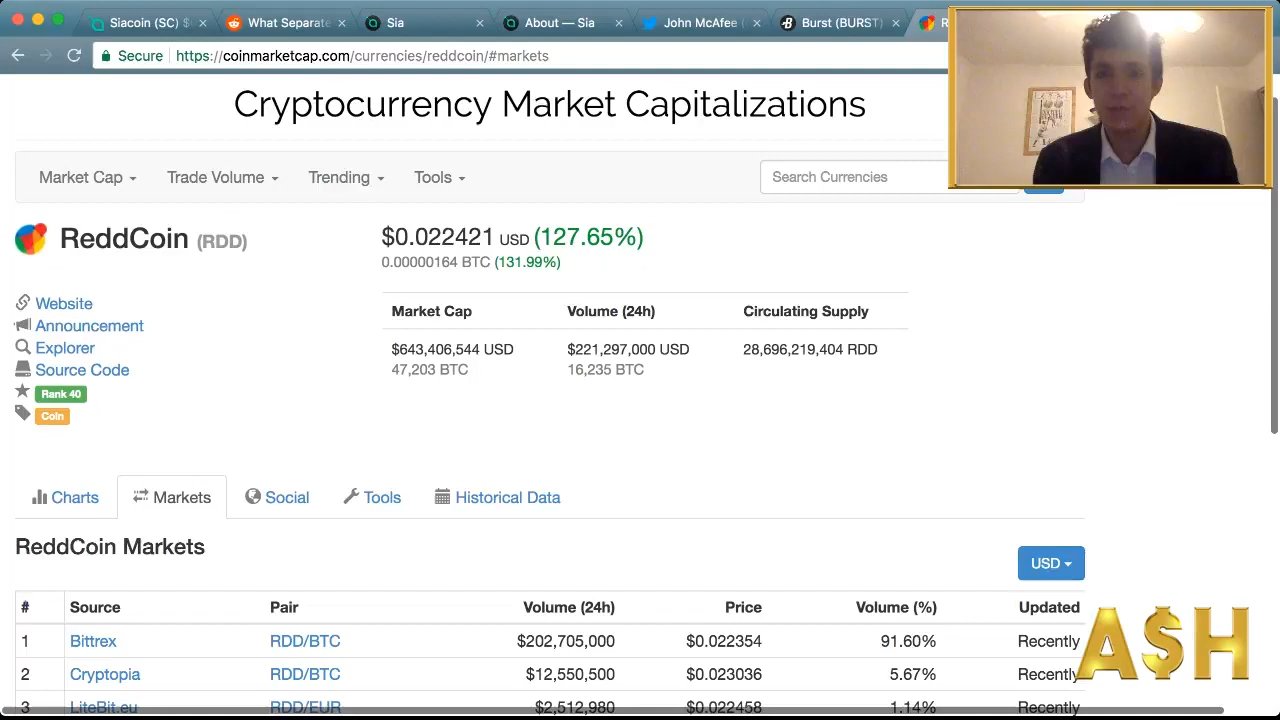 Siacoin (SC) $ ×
What Separate ×
Sia ×
About — Sia ×
John McAfee ( ×
Burst (BURST) ×
Secure https://coinmarketcap.com/currencies/reddcoin/#markets
Cryptocurrency Market Capitalizations
Market Cap Trade Volume Trending Tools Search Currencies
ReddCoin (RDD) $0.022421 USD (127.65%)
0.00000164 BTC (131.99%)
Website
Announcement
Explorer
Source Code
Rank 40
Coin
Market Cap Volume (24h) Circulating Supply
$643,406,544 USD $221,297,000 USD 28,696,219,404 RDD
47,203 BTC 16,235 BTC
Charts Markets Social Tools Historical Data
ReddCoin Markets
USD
# Source Pair Volume (24h) Price Volume (%) Updated
1 Bittrex RDD/BTC $202,705,000 $0.022354 91.60% Recently
2 Cryptopia RDD/BTC $12,550,500 $0.023036 5.67% Recently
3 LiteBit.eu RDD/EUR $2,512,980 $0.022458 1.14% Recently
A$H